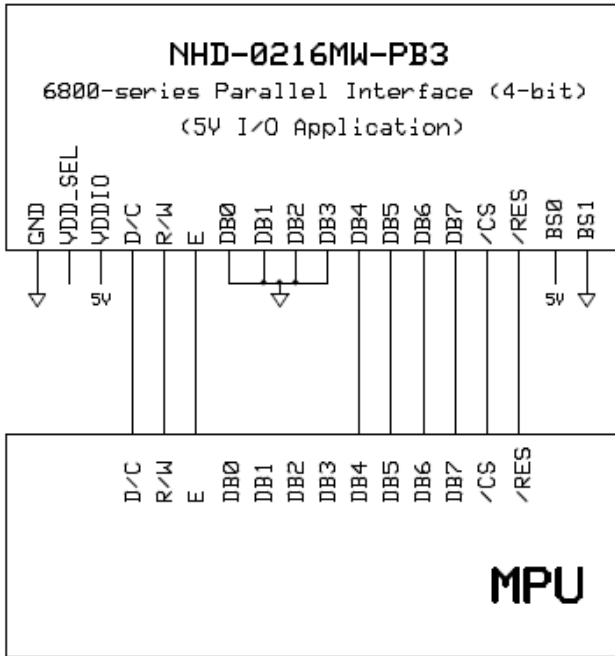 NHD-0216MW-PB3
6800-series Parallel Interface (4-bit)
(5V I/O Application)
GND VDD_SEL VDDIO D/C R/W E DB0 DB1 DB2 DB3 DB4 DB5 DB6 DB7 /CS /RES BS0 BS1
5V 5V
D/C R/W E DB0 DB1 DB2 DB3 DB4 DB5 DB6 DB7 /CS /RES
MPU